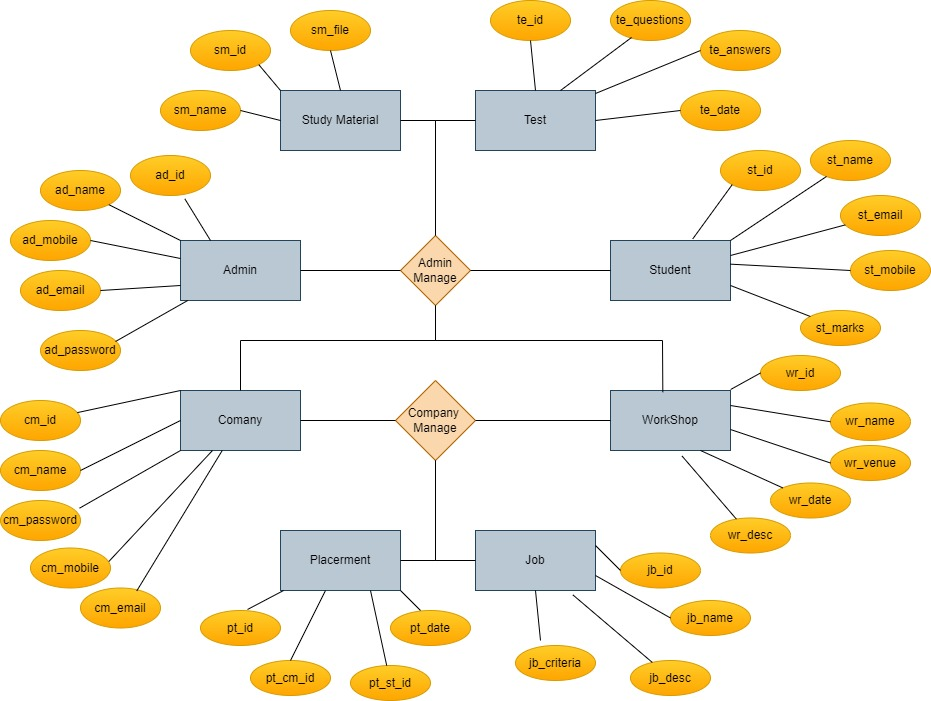 te_id
te_questions
sm_file
sm_id
te_answers
sm_name
Study Material
Test
te_date
st_name
st_id
ad_id
ad_name
st_email
ad_mobile
Admin
Admin
Manage
Student
st_mobile
ad_email
st_marks
ad_password
wr_id
cm_id
Comany
Company
Manage
WorkShop
wr_name
cm_name
wr_venue
wr_date
cm_password
wr_desc
cm_mobile
Placerment
Job
jb_id
cm_email
pt_id
pt_date
jb_name
jb_criteria
pt_cm_id
pt_st_id
jb_desc